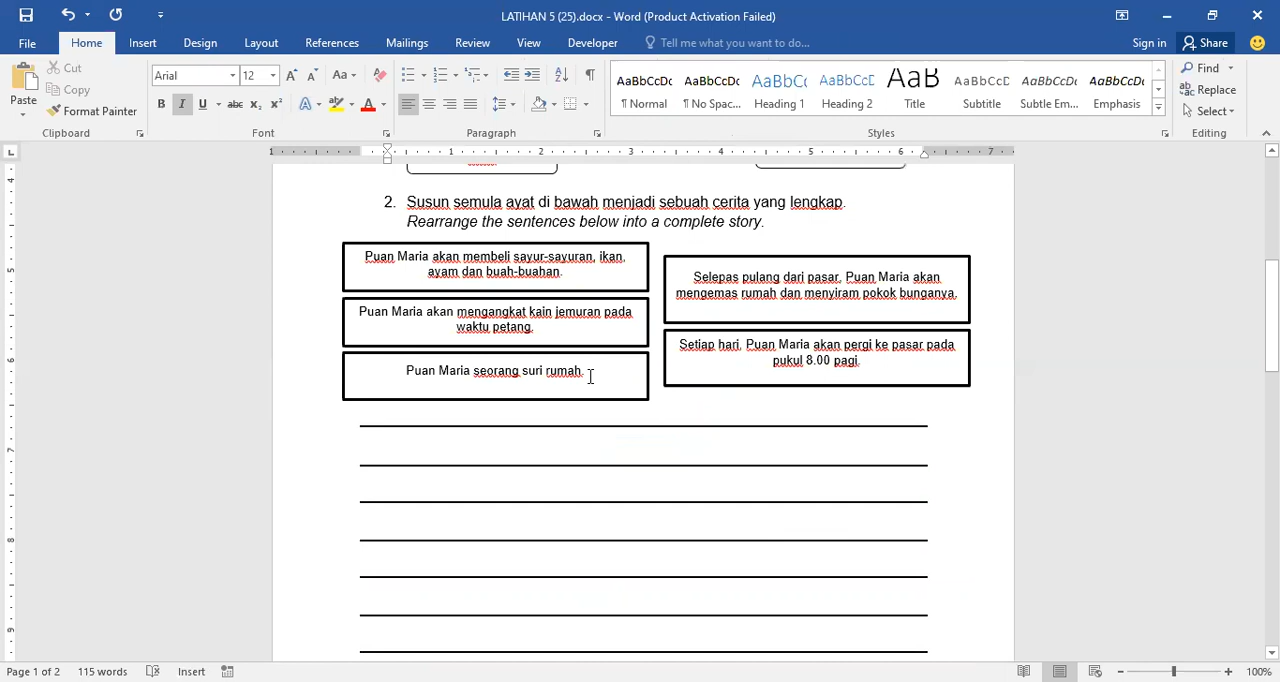 LATIHAN 5 (25).docx - Word (Product Activation Failed)
File Home Insert Design Layout References Mailings Review View Developer Tell me what you want to do... Sign in Share
Paste
Cut
Copy
Format Painter
Clipboard
Arial 12
Font
Paragraph
AaBbCcDc AaBbCcDc AaBbCc AaBbCcD AaB AaBbCcD AaBbCcDc AaBbCcDc
¶ Normal ¶ No Spac... Heading 1 Heading 2 Title Subtitle Subtle Em... Emphasis
Styles
Find
Replace
Select
Editing
2. Susun semula ayat di bawah menjadi sebuah cerita yang lengkap.
Rearrange the sentences below into a complete story.
Puan Maria akan membeli sayur-sayuran, ikan,
ayam dan buah-buahan.
Puan Maria akan mengangkat kain jemuran pada
waktu petang.
Puan Maria seorang suri rumah.
Selepas pulang dari pasar, Puan Maria akan
mengemas rumah dan menyiram pokok bunganya.
Setiap hari, Puan Maria akan pergi ke pasar pada
pukul 8.00 pagi.
Page 1 of 2 115 words Insert 100%